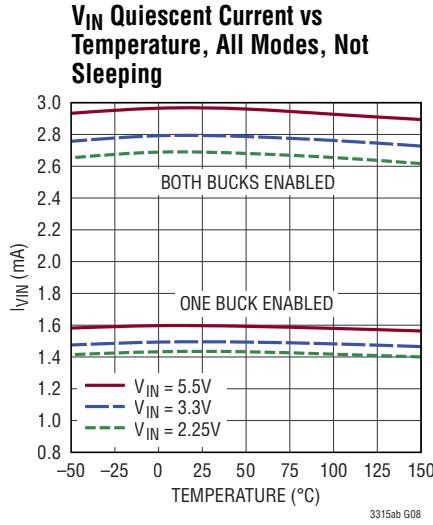 VIN Quiescent Current vs
Temperature, All Modes, Not
Sleeping
IVIN (mA)
3.0
2.8
2.6
2.4
2.2
2.0
1.8
1.6
1.4
1.2
1.0
0.8
BOTH BUCKS ENABLED
ONE BUCK ENABLED
VIN = 5.5V
VIN = 3.3V
VIN = 2.25V
–50 –25 0 25 50 75 100 125 150
TEMPERATURE (°C)
3315ab G08